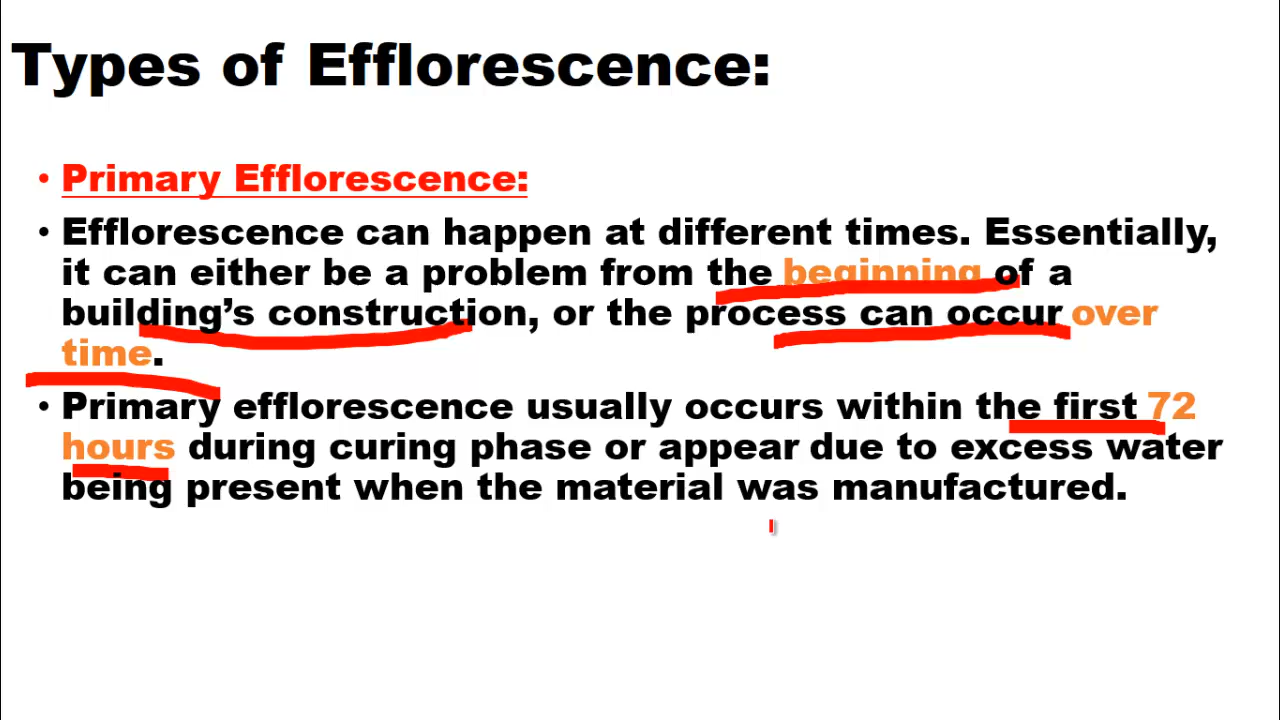 Types of Efflorescence:
• Primary Efflorescence:
• Efflorescence can happen at different times. Essentially,
it can either be a problem from the beginning of a
building’s construction, or the process can occur over
time.
• Primary efflorescence usually occurs within the first 72
hours during curing phase or appear due to excess water
being present when the material was manufactured.